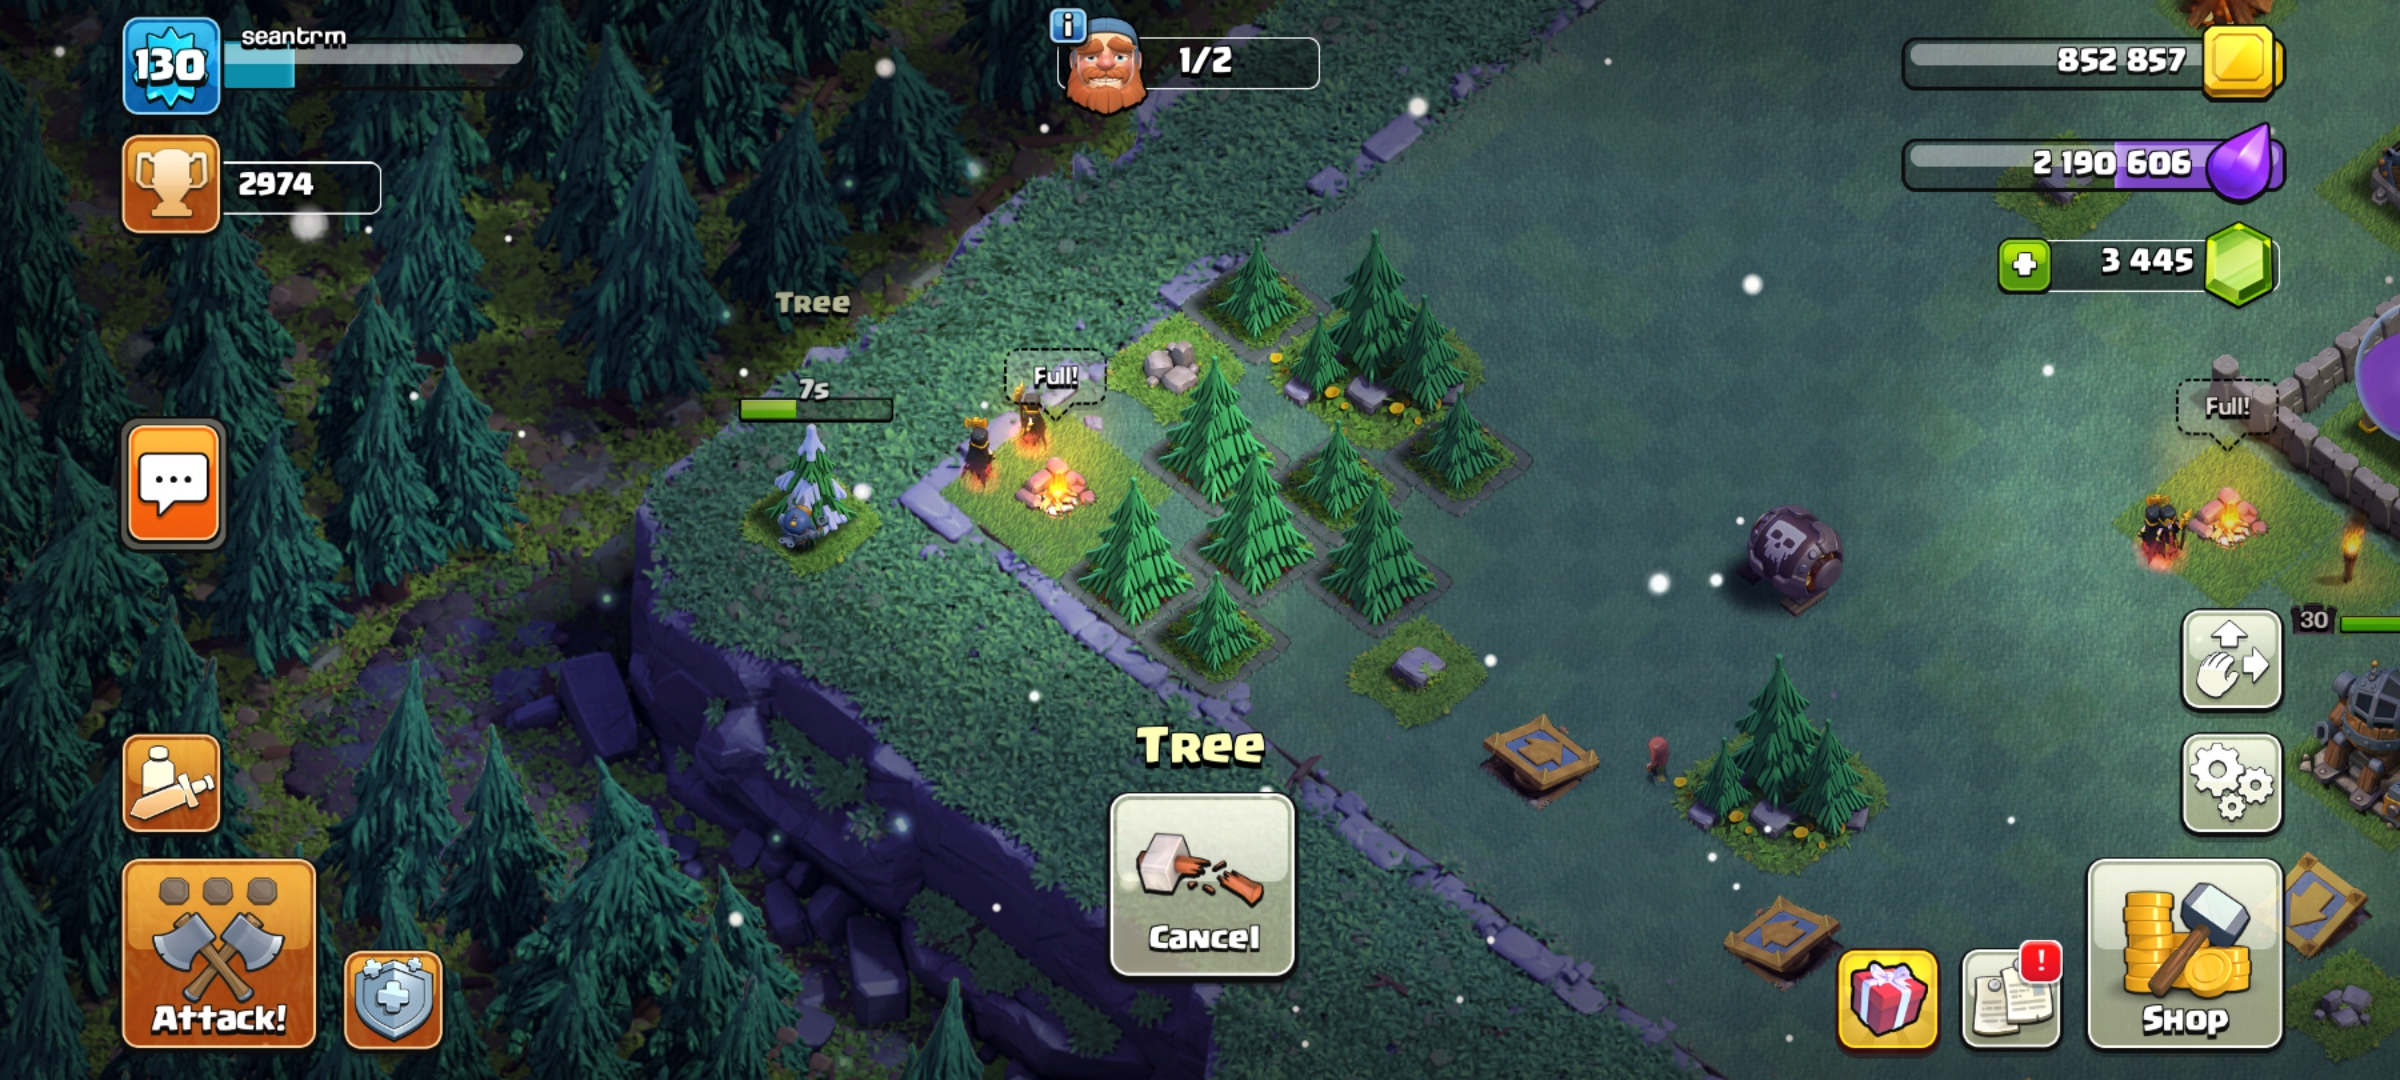 130
seantrm
1/2
852 857
2974
2 190 606
3 445
Tree
7s
Full!
Full!
30
Tree
Cancel
Attack!
!
Shop